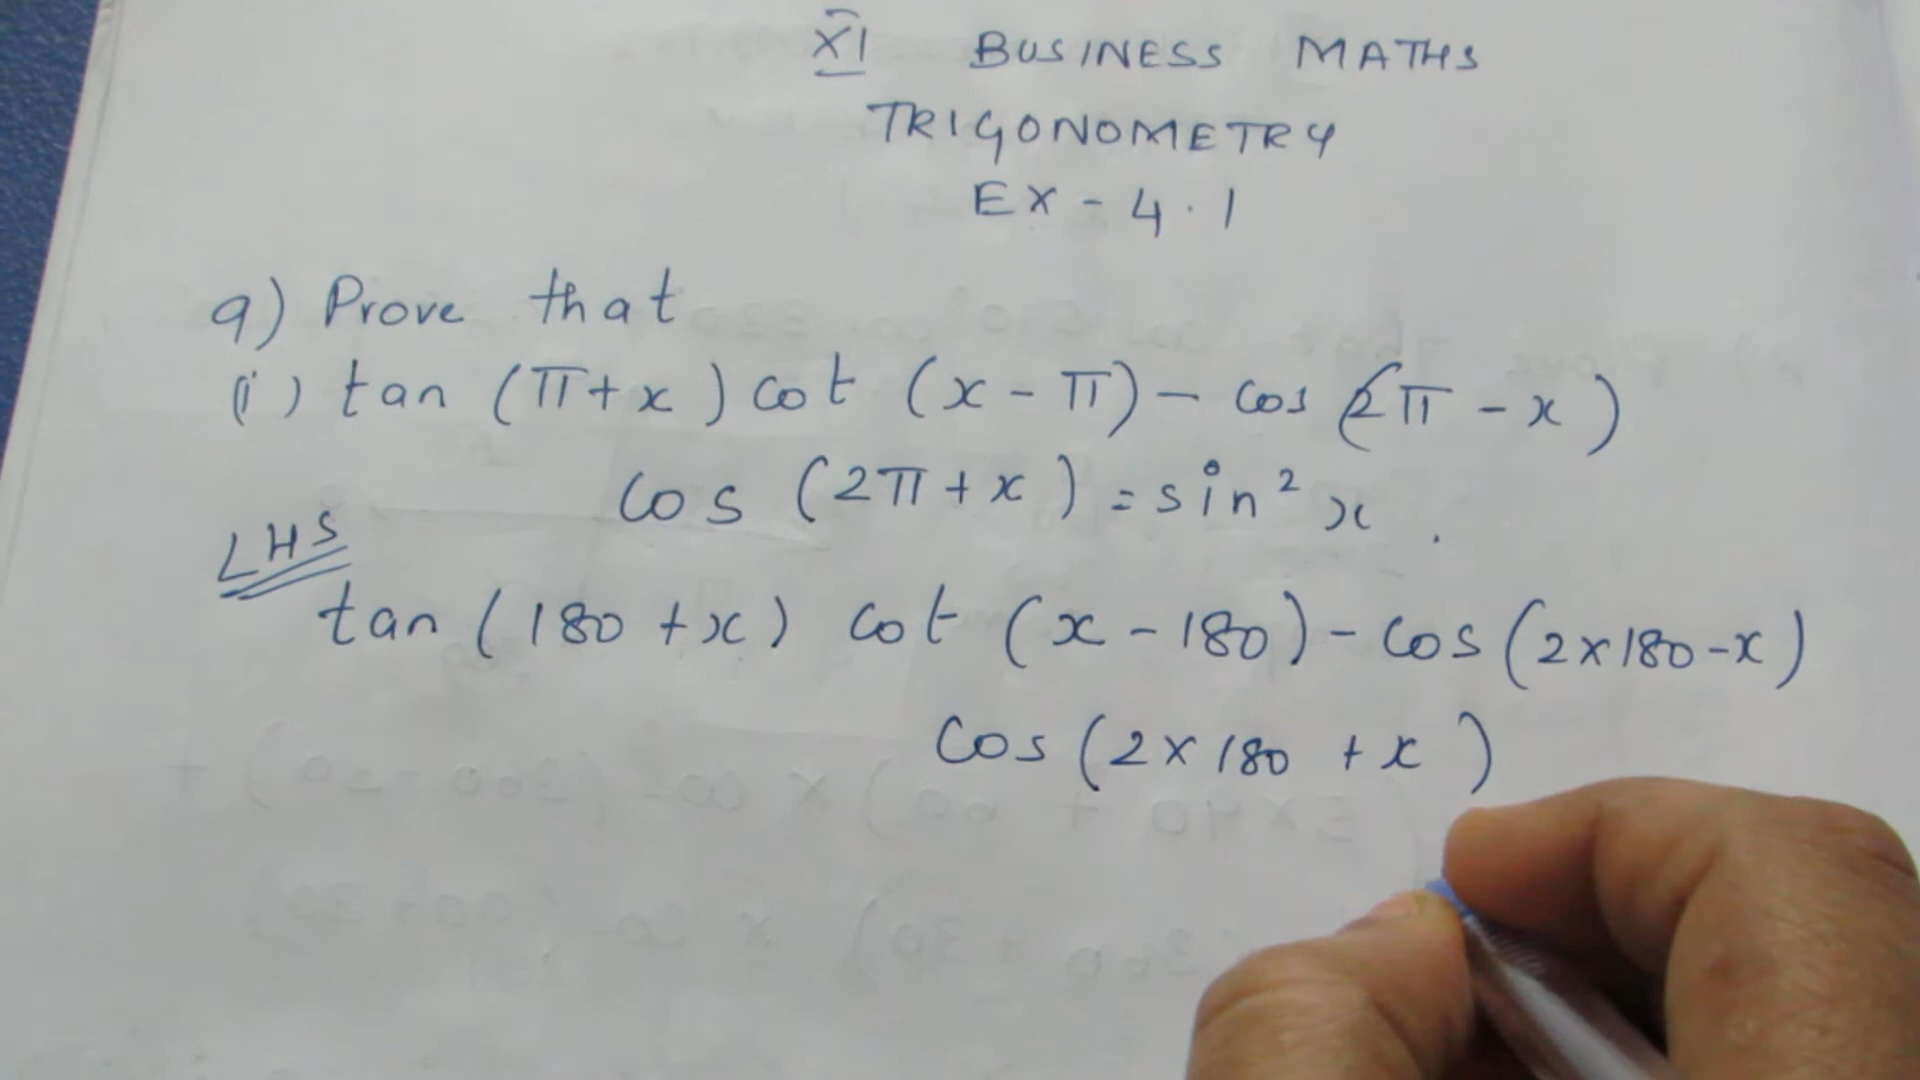 XI BUSINESS MATHS
TRIGONOMETRY
EX - 4.1
9) Prove that
(i) tan (π+x) cot (x - π) - cos (2π - x)
cos (2π + x) = sin² x .
LHS
tan (180 + x) cot (x - 180) - cos (2 x 180 - x)
cos (2 x 180 + x)